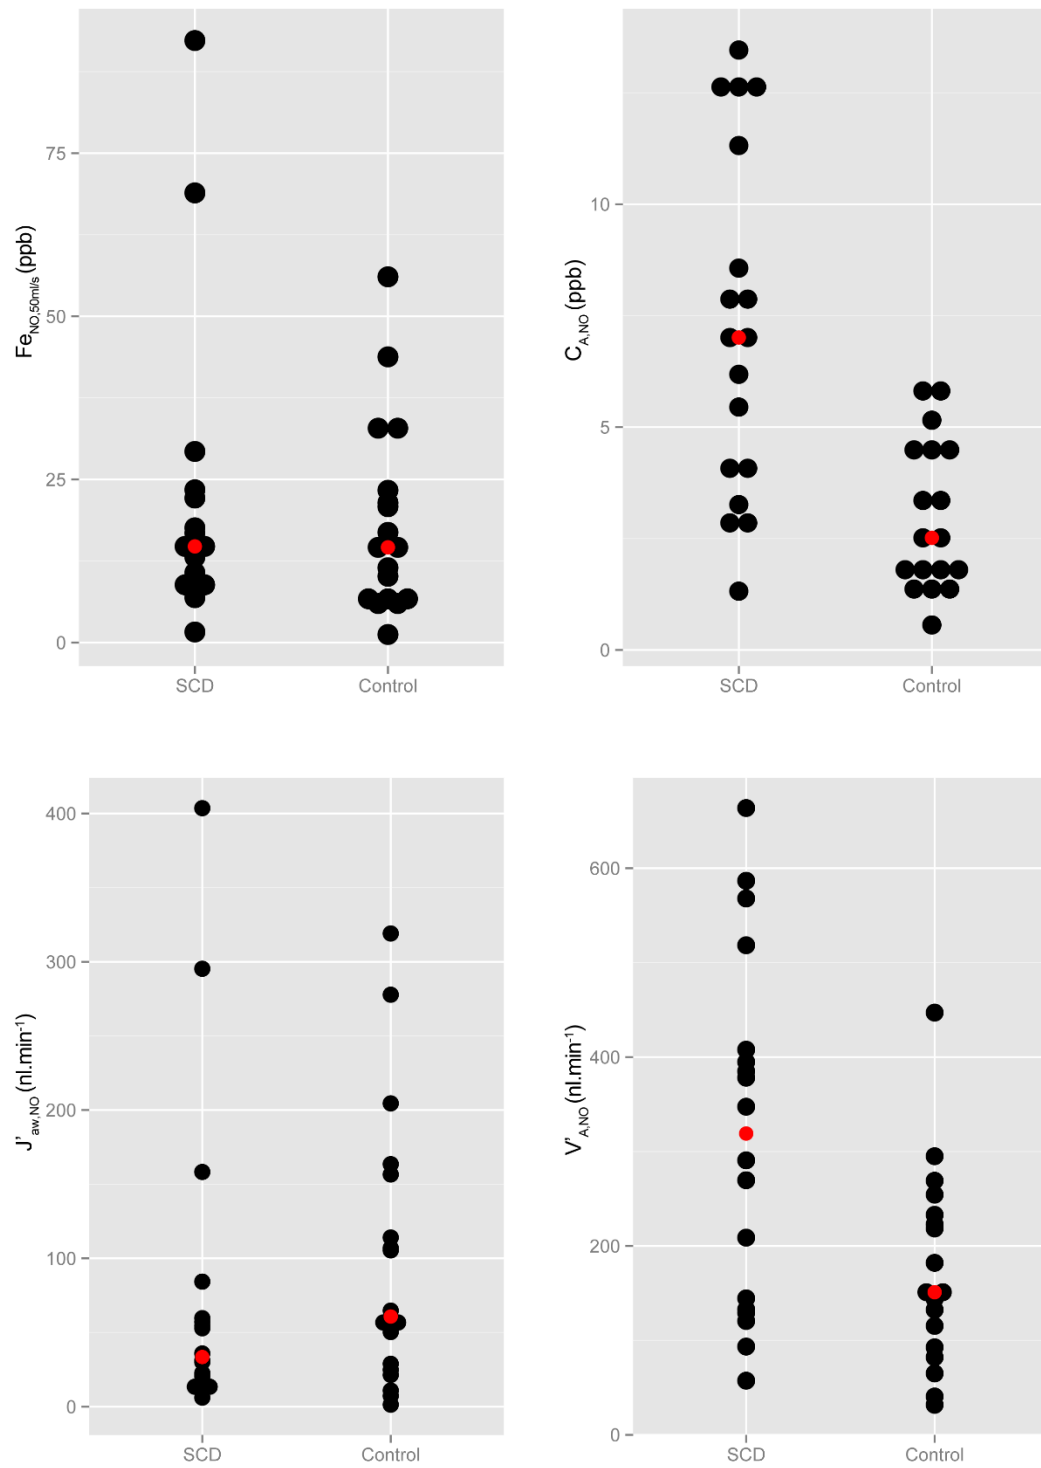 Fe_NO,50ml/s (ppb)
75
50
25
0
SCD Control
C_A,NO (ppb)
10
5
0
SCD Control
J'_aw,NO (nl.min⁻¹)
400
300
200
100
0
SCD Control
V'_A,NO (nl.min⁻¹)
600
400
200
0
SCD Control